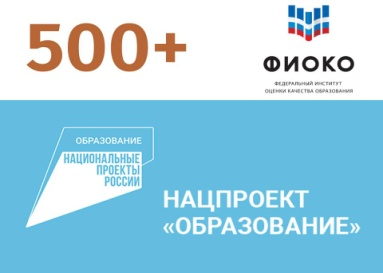 500+
ФИОКО
ФЕДЕРАЛЬНЫЙ ИНСТИТУТ
ОЦЕНКИ КАЧЕСТВА ОБРАЗОВАНИЯ
ОБРАЗОВАНИЕ
НАЦИОНАЛЬНЫЕ
ПРОЕКТЫ
РОССИИ
НАЦПРОЕКТ
«ОБРАЗОВАНИЕ»